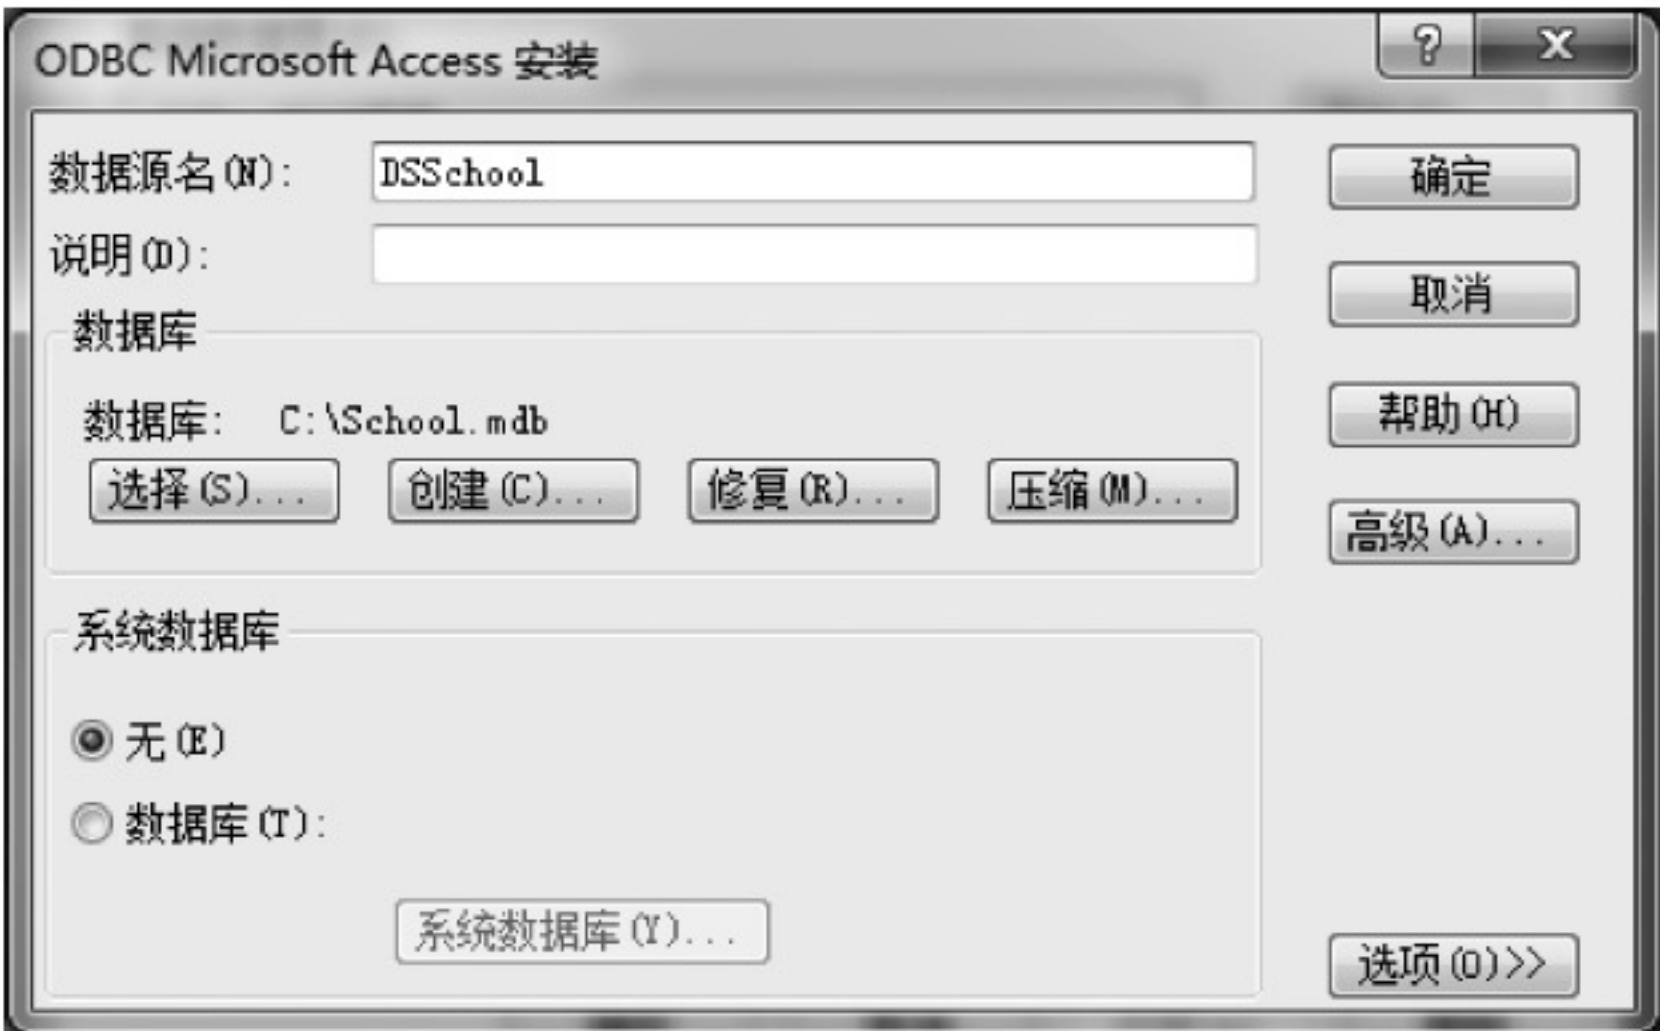 ODBC Microsoft Access 安装
数据源名(N):
DSSchool
确定
说明(D):
取消
数据库
数据库: C:\School.mdb
帮助(H)
选择(S)...
创建(C)...
修复(R)...
压缩(M)...
高级(A)...
系统数据库
无(E)
数据库(T):
系统数据库(Y)...
选项(O)>>